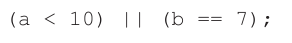 (a < 10) || (b == 7);